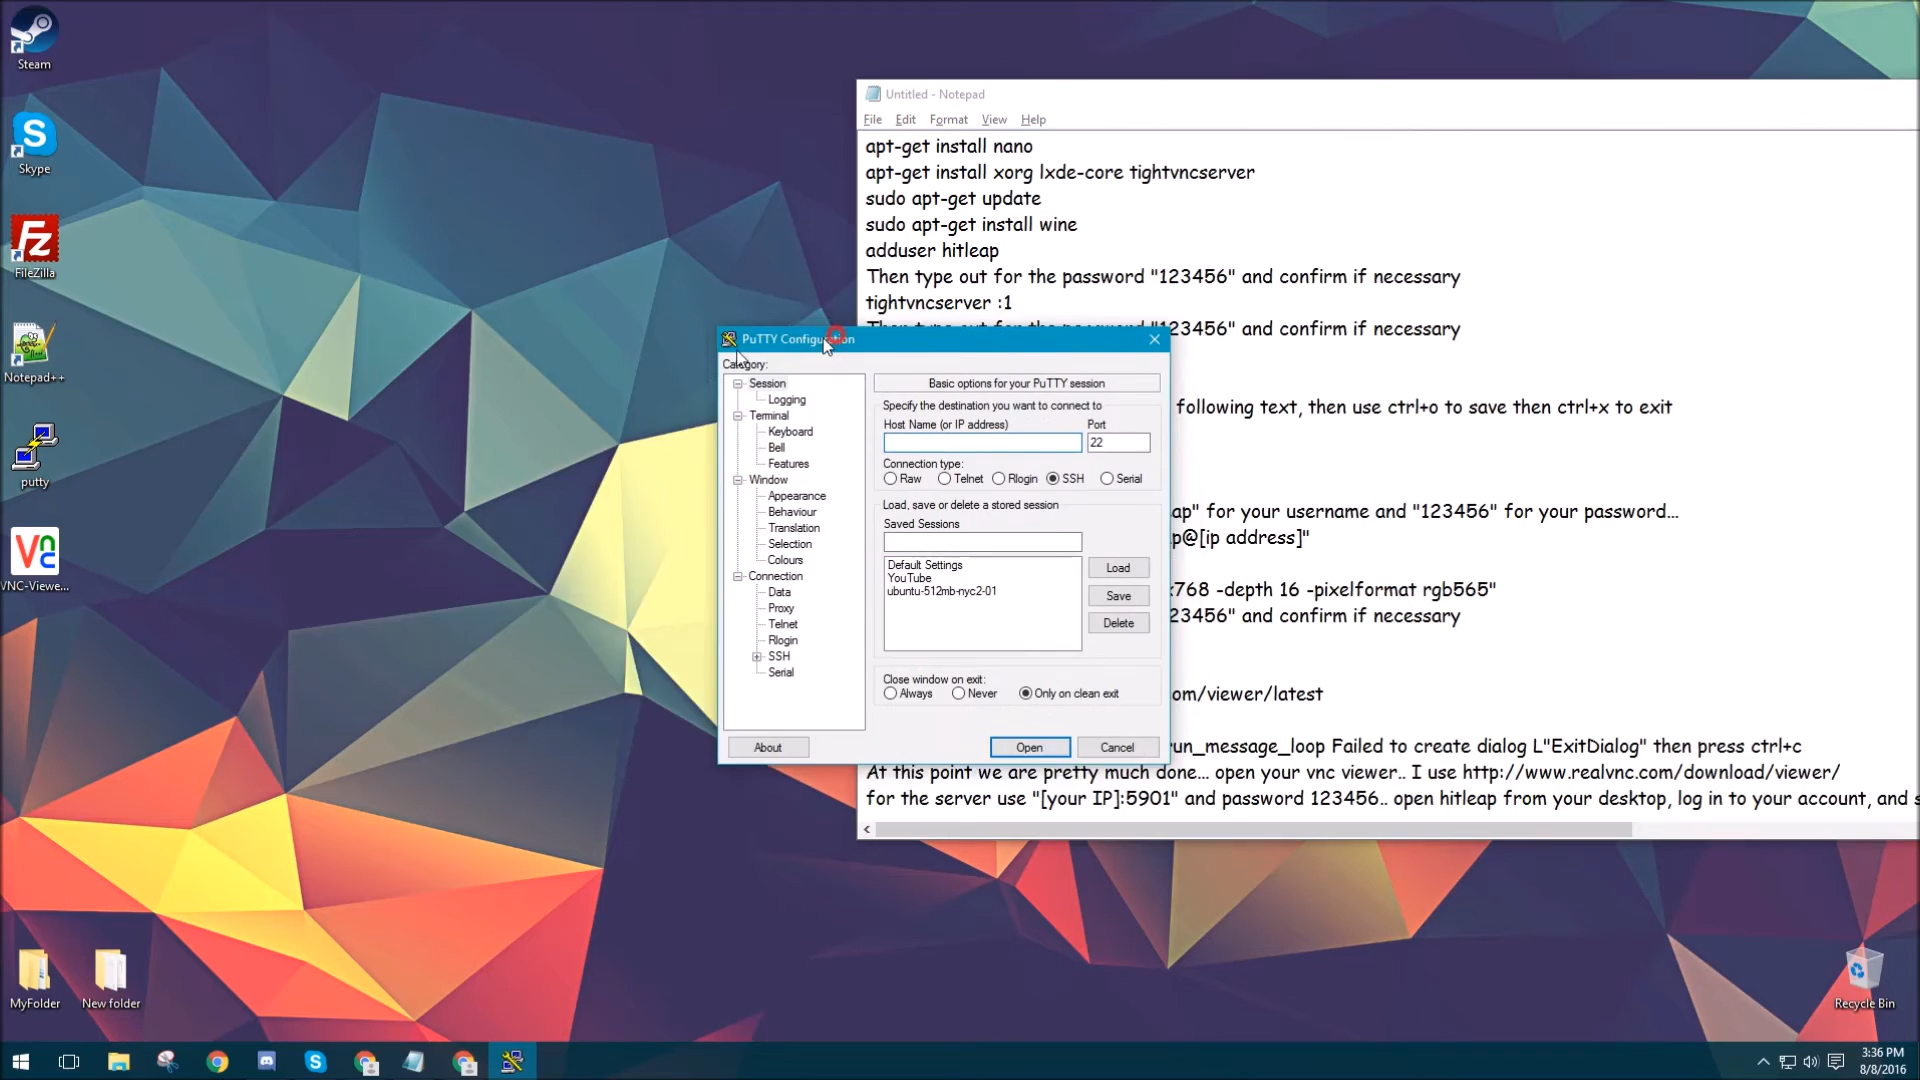 Steam
Skype
FileZilla
Notepad++
putty
VNC-Viewe...
MyFolder
New folder
Untitled - Notepad
File Edit Format View Help
apt-get install nano
apt-get install xorg lxde-core tightvncserver
sudo apt-get update
sudo apt-get install wine
adduser hitleap
Then type out for the password "123456" and confirm if necessary
tightvncserver :1
Then type out for the password "123456" and confirm if necessary
following text, then use ctrl+o to save then ctrl+x to exit
ap" for your username and "123456" for your password...
p@[ip address]"
x768 -depth 16 -pixelformat rgb565"
23456" and confirm if necessary
om/viewer/latest
run_message_loop Failed to create dialog L"ExitDialog" then press ctrl+c
At this point we are pretty much done... open your vnc viewer.. I use http://www.realvnc.com/download/viewer/
for the server use "[your IP]:5901" and password 123456.. open hitleap from your desktop, log in to your account, and s
PuTTY Configuration
Category:
Session
Logging
Terminal
Keyboard
Bell
Features
Window
Appearance
Behaviour
Translation
Selection
Colours
Connection
Data
Proxy
Telnet
Rlogin
SSH
Serial
Basic options for your PuTTY session
Specify the destination you want to connect to
Host Name (or IP address) Port
22
Connection type:
Raw Telnet Rlogin SSH Serial
Load, save or delete a stored session
Saved Sessions
Default Settings
YouTube
ubuntu-512mb-nyc2-01
Load
Save
Delete
Close window on exit:
Always Never Only on clean exit
About Open Cancel
Recycle Bin
3:36 PM
8/8/2016